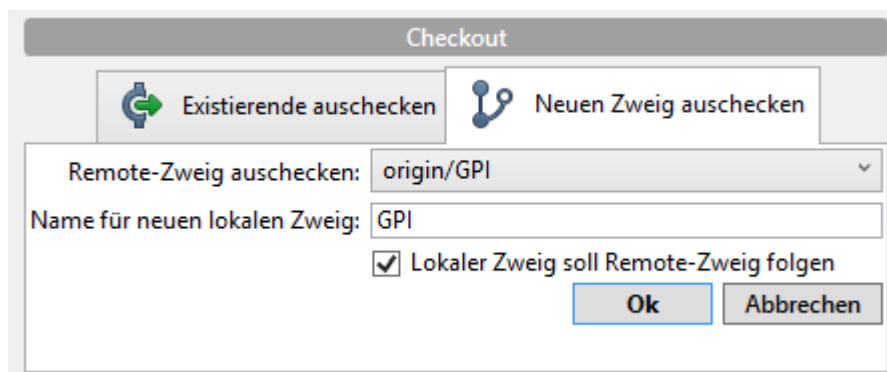 Checkout
Existierende auschecken
Neuen Zweig auschecken
Remote-Zweig auschecken: origin/GPI
Name für neuen lokalen Zweig: GPI
Lokaler Zweig soll Remote-Zweig folgen
Ok Abbrechen